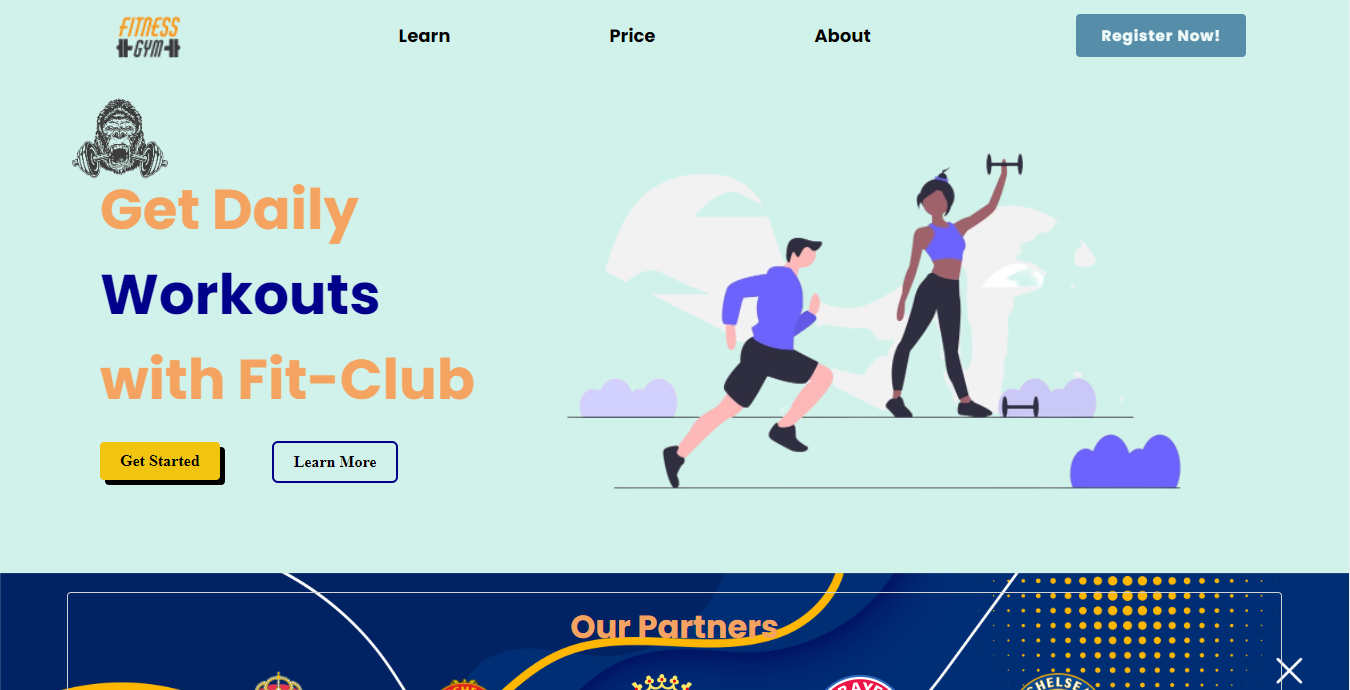 FITNESS
GYM
Learn
Price
About
Register Now!
Get Daily
Workouts
with Fit-Club
Get Started
Learn More
Our Partners
CHELSEA